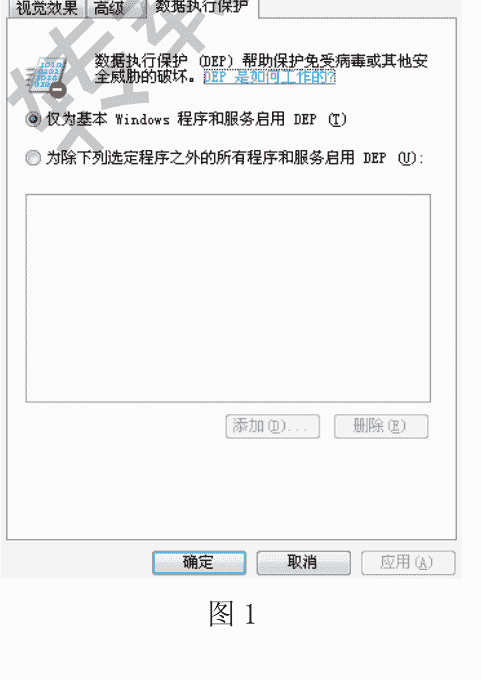 视觉效果 高级 数据执行保护
数据执行保护 (DEP) 帮助保护免受病毒或其他安
全威胁的破坏。DEP 是如何工作的?
仅为基本 Windows 程序和服务启用 DEP (T)
为除下列选定程序之外的所有程序和服务启用 DEP (U):
添加(D)... 删除(E)
确定 取消 应用(A)
图 1